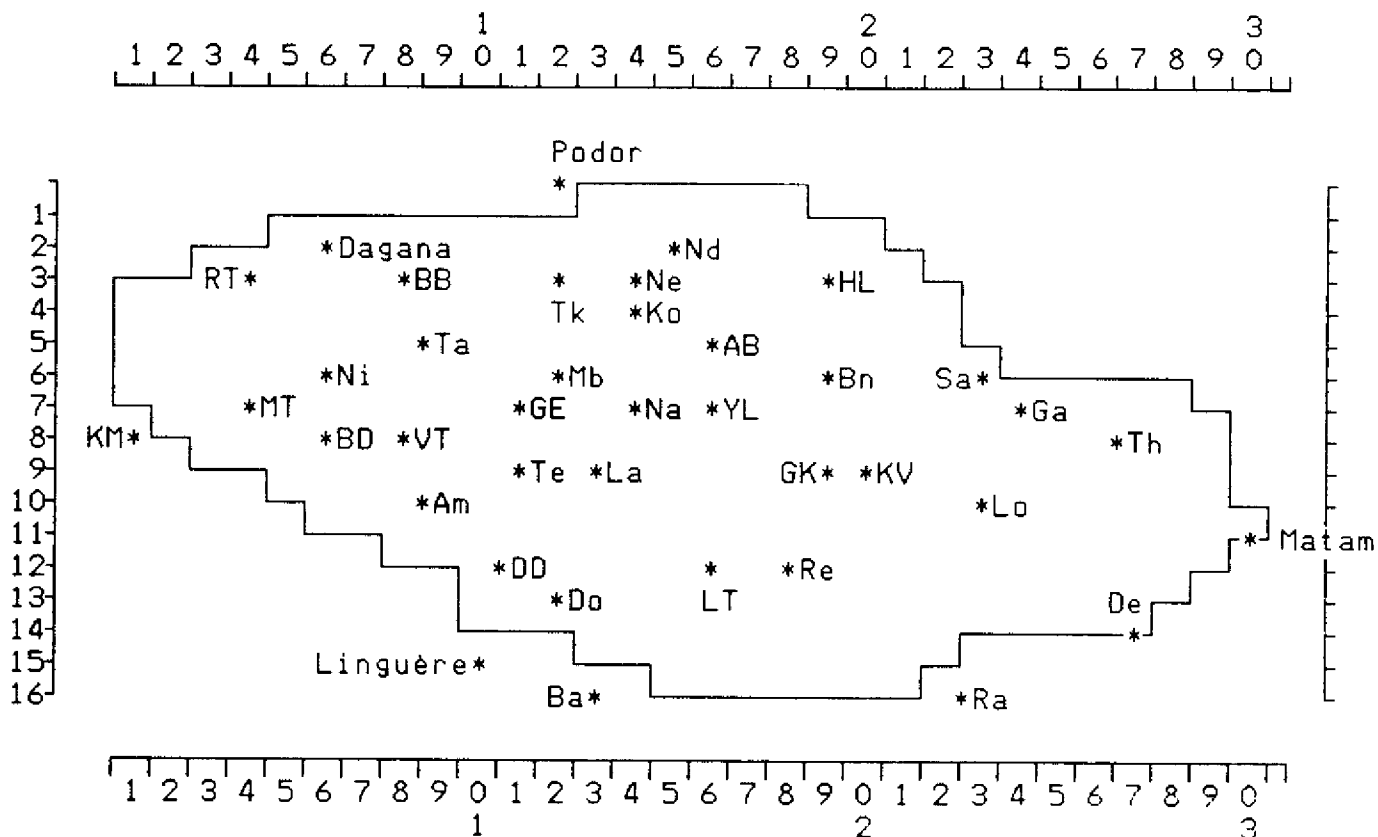 1 2 3 4 5 6 7 8 9 10 1 2 3 4 5 6 7 8 9 20 1 2 3 4 5 6 7 8 9 30
Podor
1
2 Dagana Nd
3 RT BB Ne HL
4 Tk Ko
5 Ta AB
6 Ni Mb Bn Sa
7 MT GE Na YL Ga
8 KM BD VT Th
9 Te La GK KV
10 Am Lo
11 Matam
12 DD Re
13 Do LT De
14
15 Linguère
16 Ba Ra
1 2 3 4 5 6 7 8 9 0 1 2 3 4 5 6 7 8 9 0 1 2 3 4 5 6 7 8 9 0
1 2 3